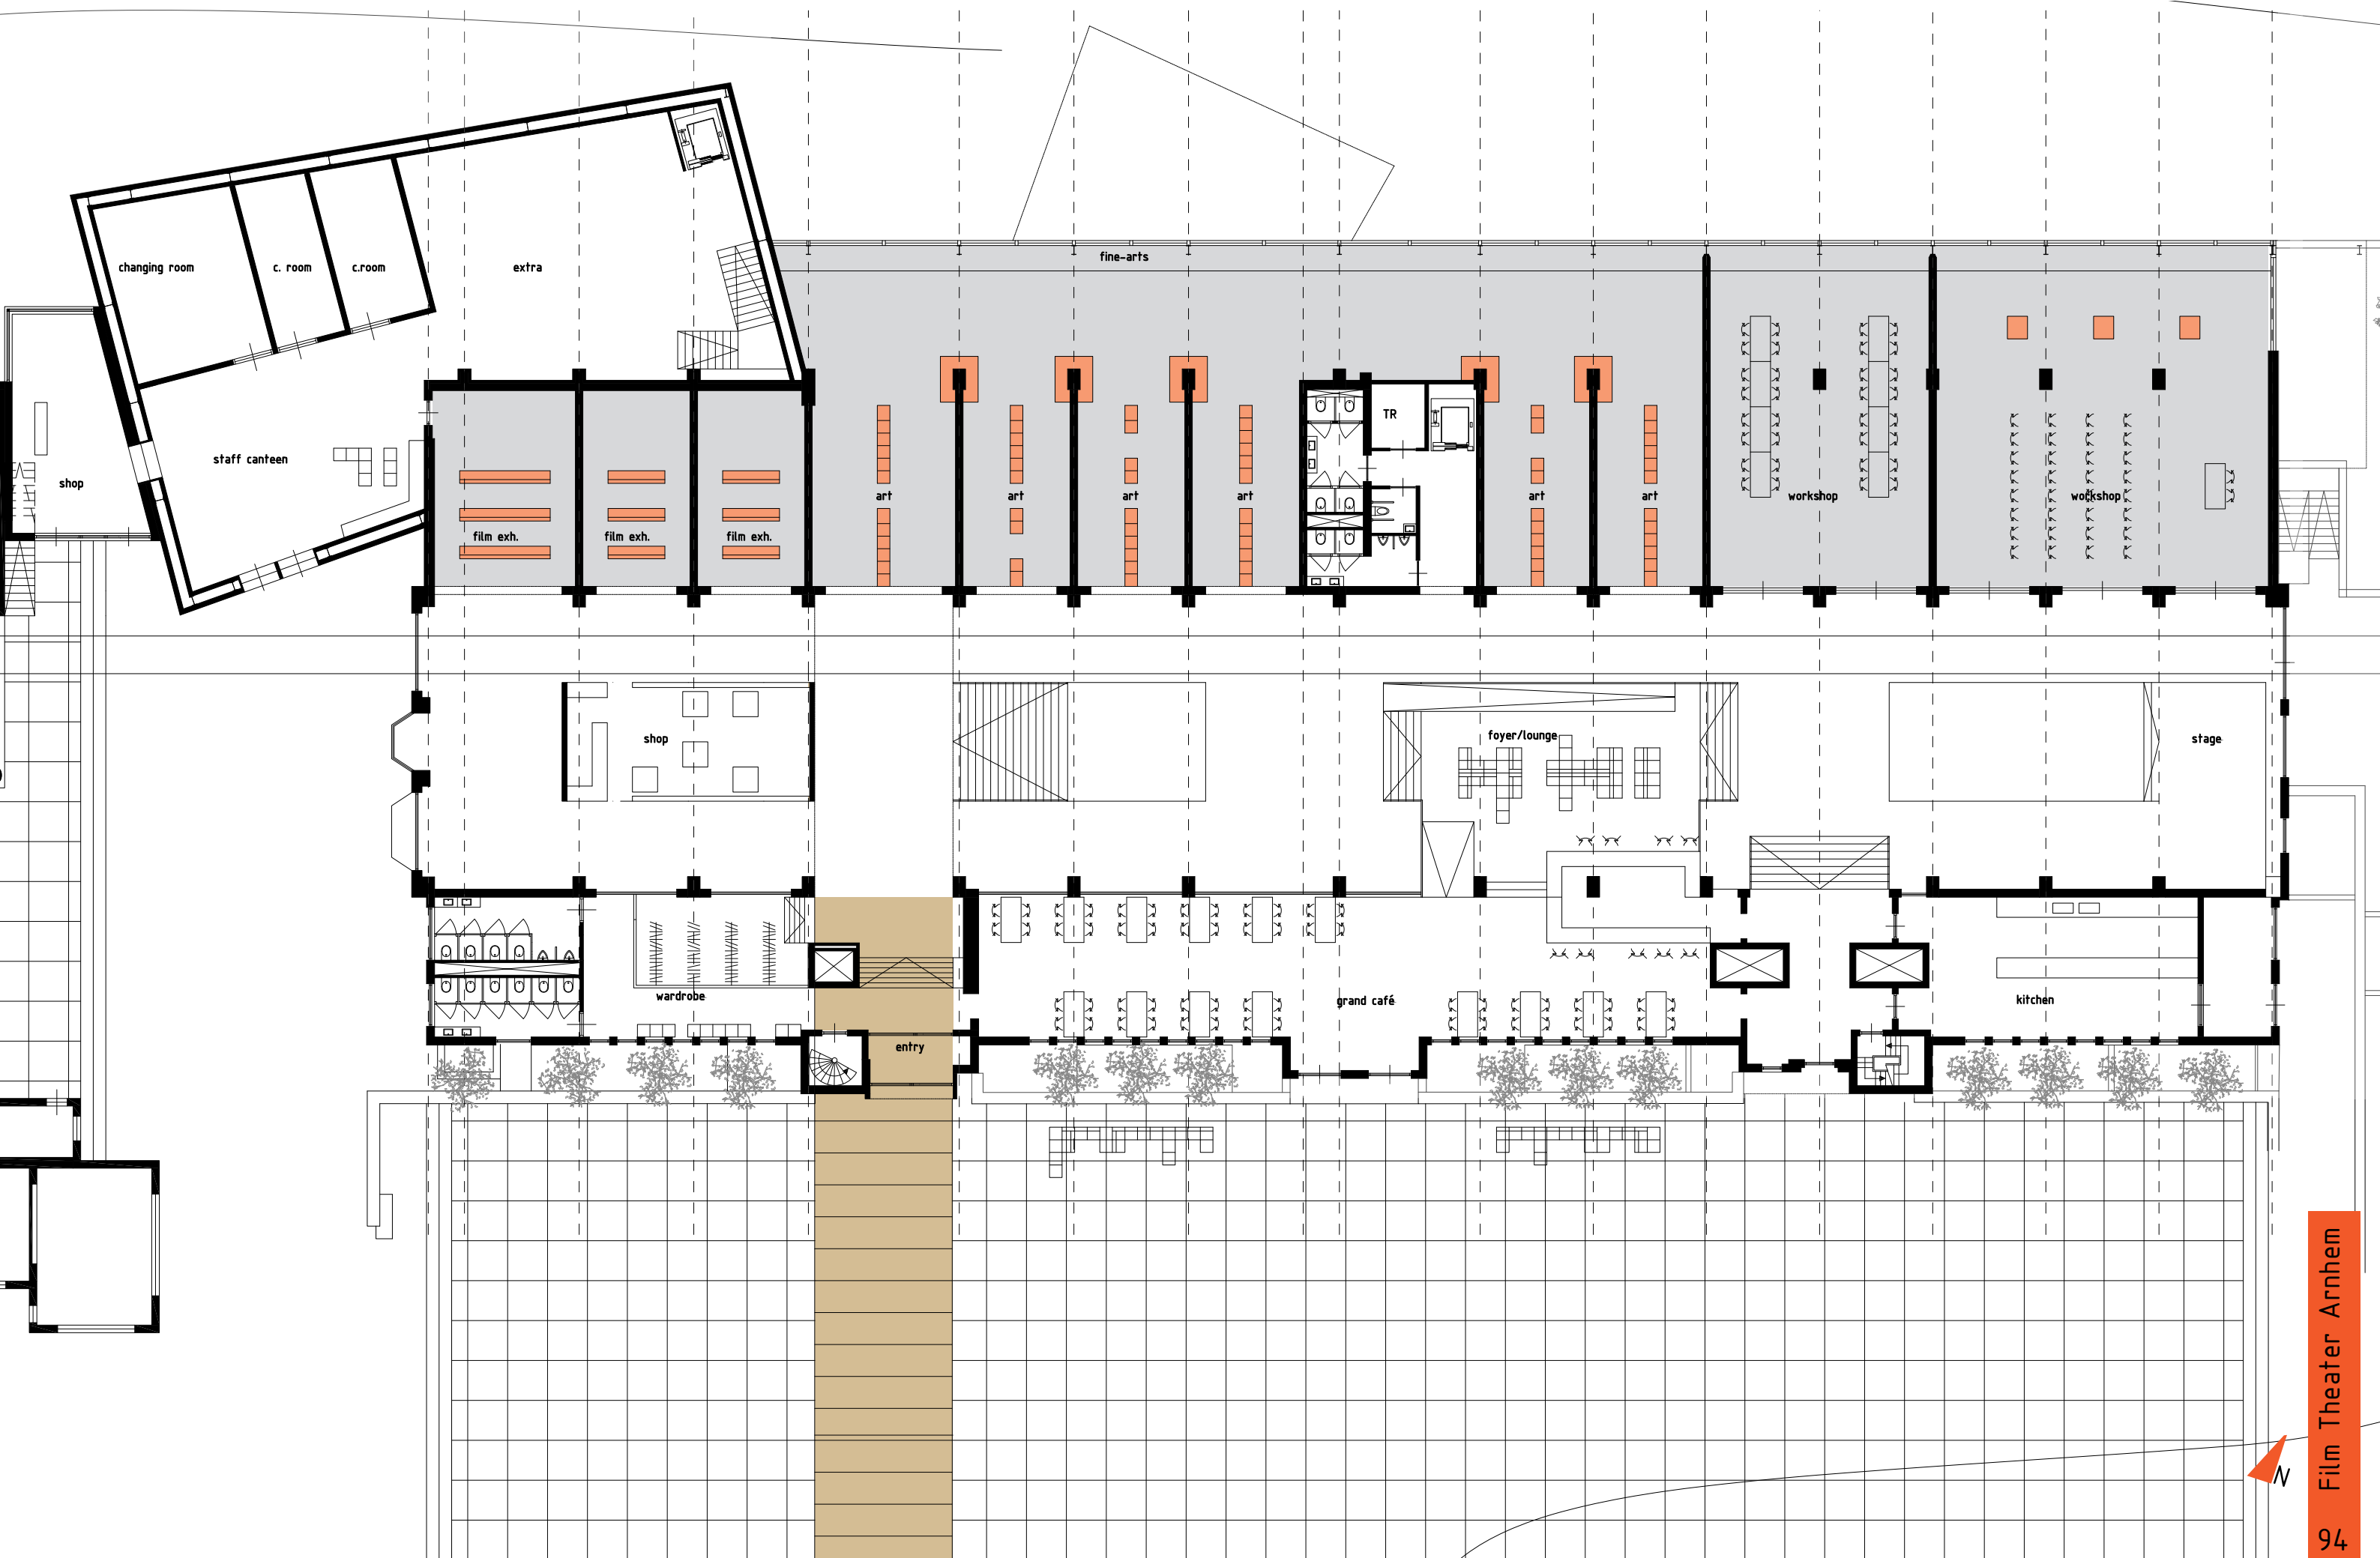 fine-arts
changing room
c. room
c.room
extra
TR
staff canteen
shop
art
art
art
art
art
art
workshop
workshop
film exh.
film exh.
film exh.
shop
foyer/lounge
stage
wardrobe
grand café
kitchen
entry
N
Film Theater Arnhem
94